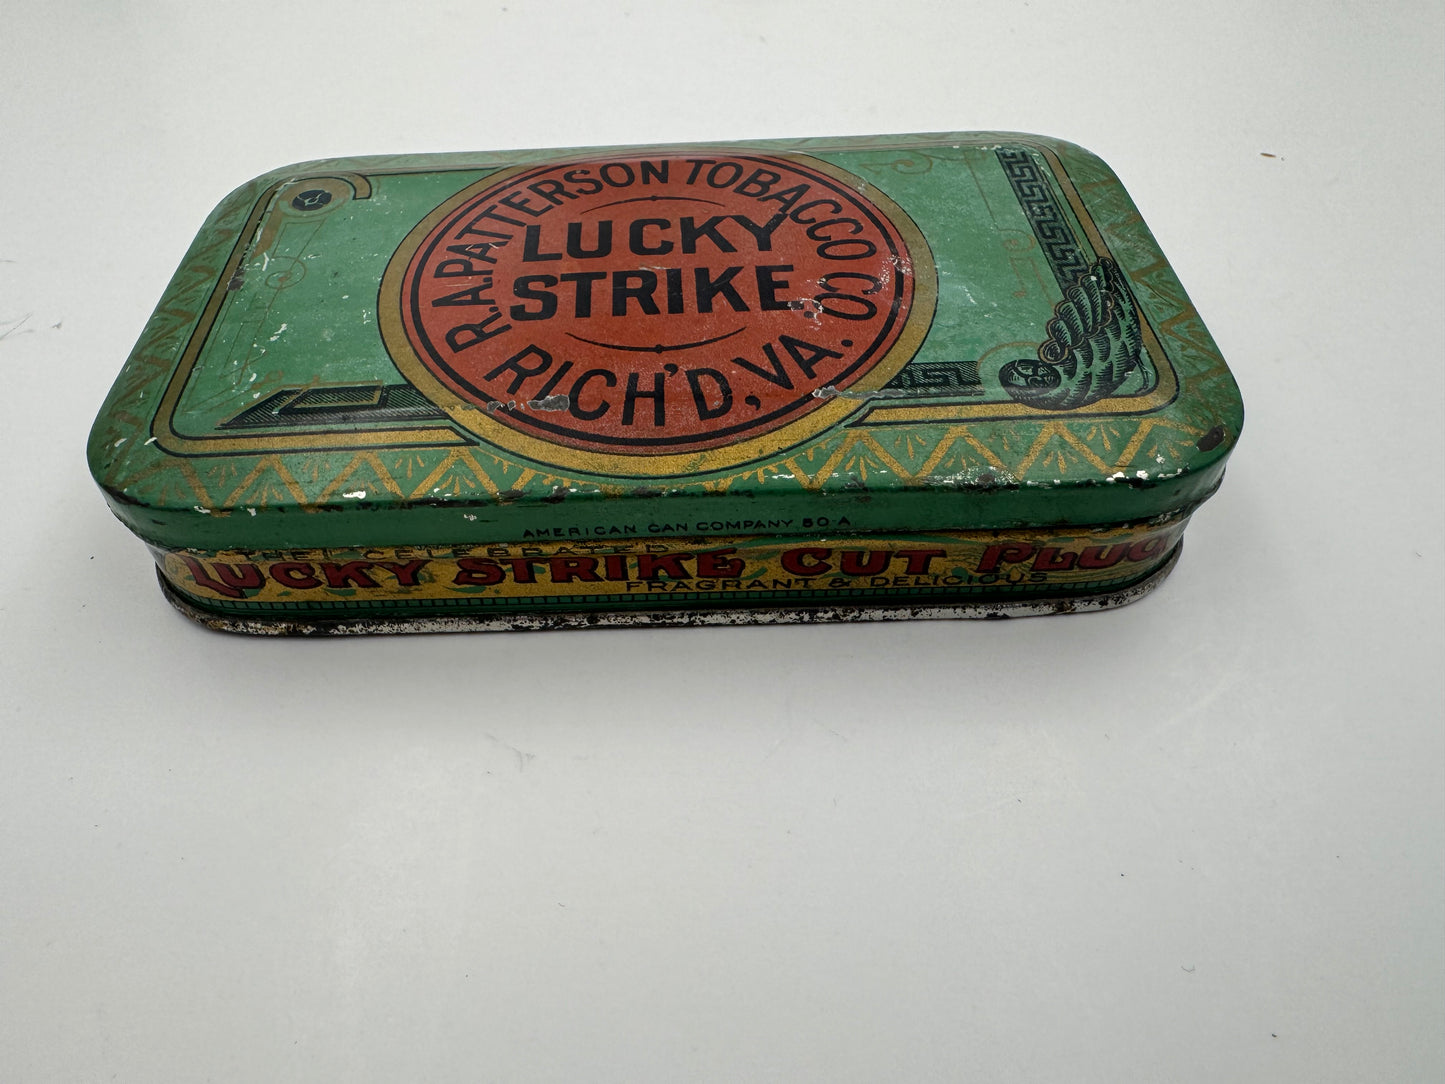 R.A.PATTERSON TOBACCO CO.
LUCKY
STRIKE
RICH'D, VA.
AMERICAN CAN COMPANY 50-A
THE CELEBRATED
LUCKY STRIKE CUT PLUG
FRAGRANT & DELICIOUS